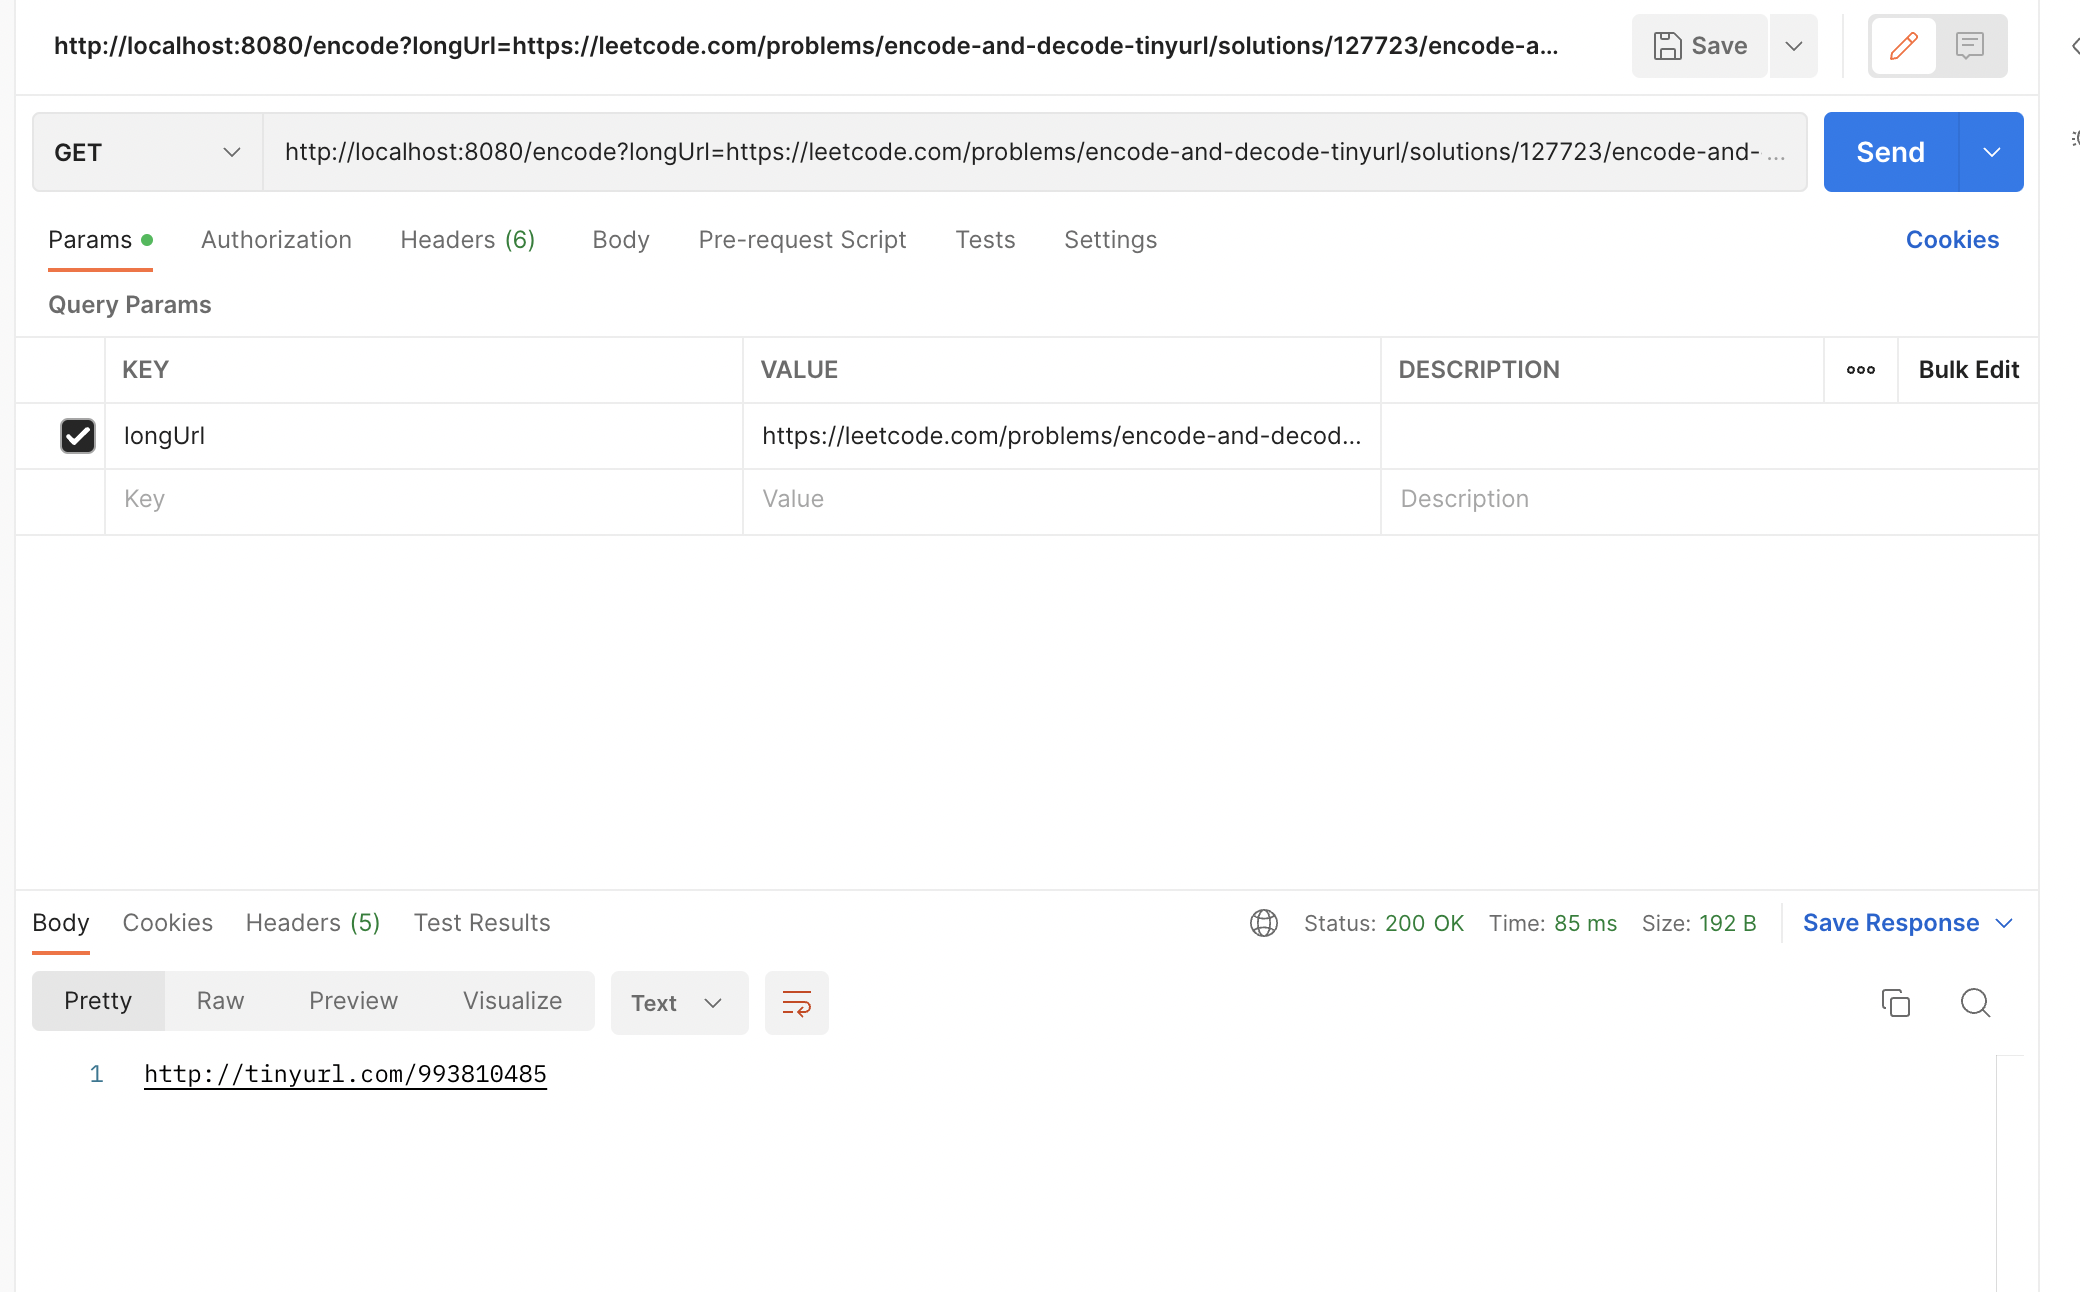 http://localhost:8080/encode?longUrl=https://leetcode.com/problems/encode-and-decode-tinyurl/solutions/127723/encode-a...
Save
GET
http://localhost:8080/encode?longUrl=https://leetcode.com/problems/encode-and-decode-tinyurl/solutions/127723/encode-and- ...
Send
Params Authorization Headers (6) Body Pre-request Script Tests Settings Cookies
Query Params
KEY VALUE DESCRIPTION ooo Bulk Edit
longUrl https://leetcode.com/problems/encode-and-decod...
Key Value Description
Body Cookies Headers (5) Test Results Status: 200 OK Time: 85 ms Size: 192 B Save Response
Pretty Raw Preview Visualize Text
1 http://tinyurl.com/993810485